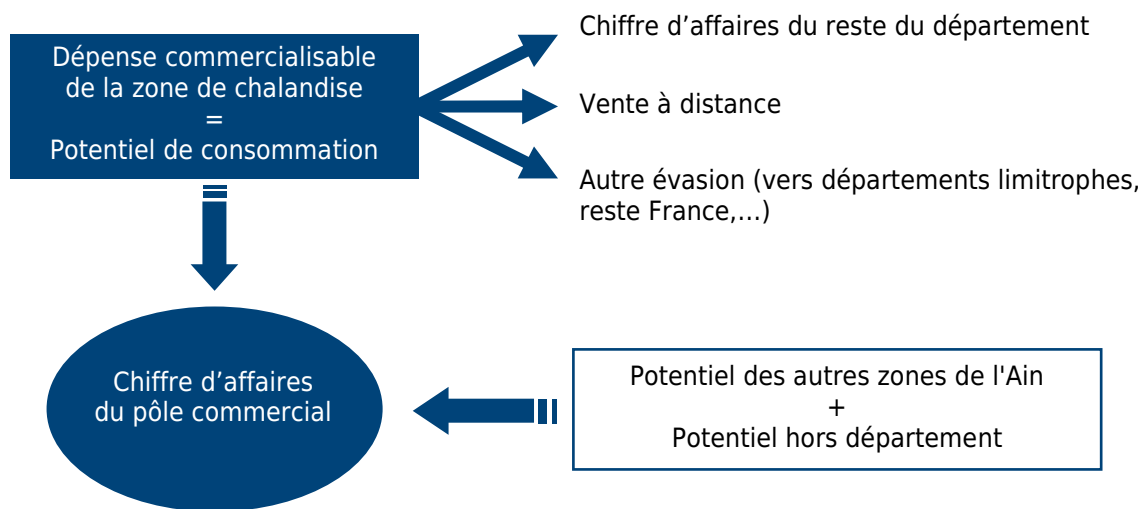 Dépense commercialisable
de la zone de chalandise
=
Potentiel de consommation
Chiffre d’affaires du reste du département
Vente à distance
Autre évasion (vers départements limitrophes,
reste France,…)
Chiffre d’affaires
du pôle commercial
Potentiel des autres zones de l'Ain
+
Potentiel hors département